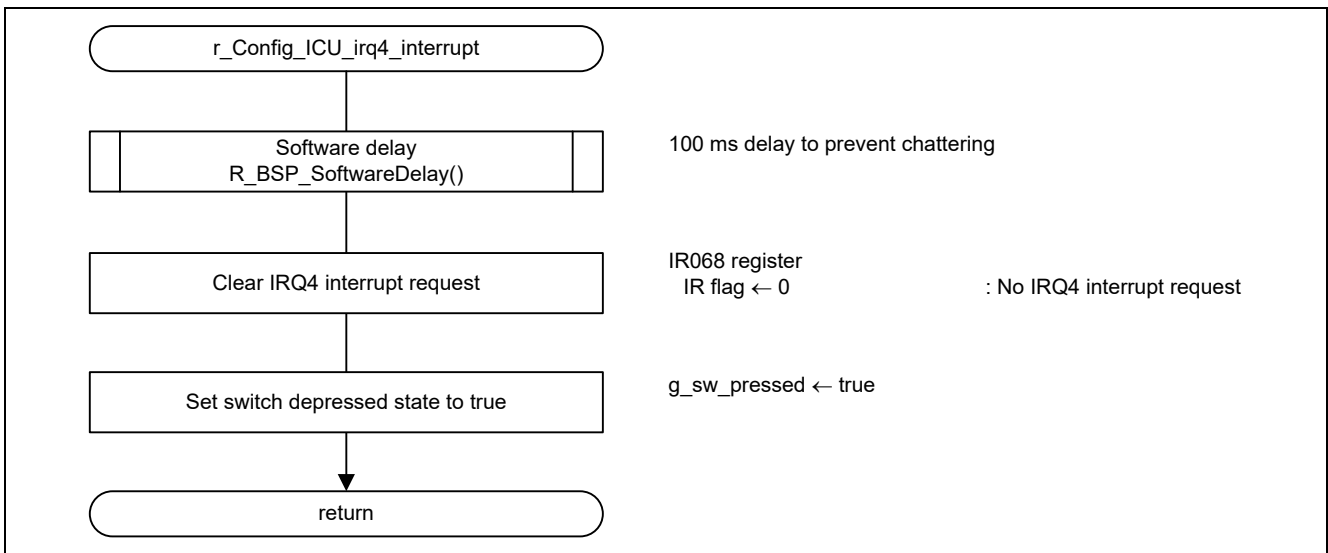 r_Config_ICU_irq4_interrupt
Software delay
R_BSP_SoftwareDelay()
100 ms delay to prevent chattering
Clear IRQ4 interrupt request
IR068 register
IR flag ← 0 : No IRQ4 interrupt request
Set switch depressed state to true
g_sw_pressed ← true
return